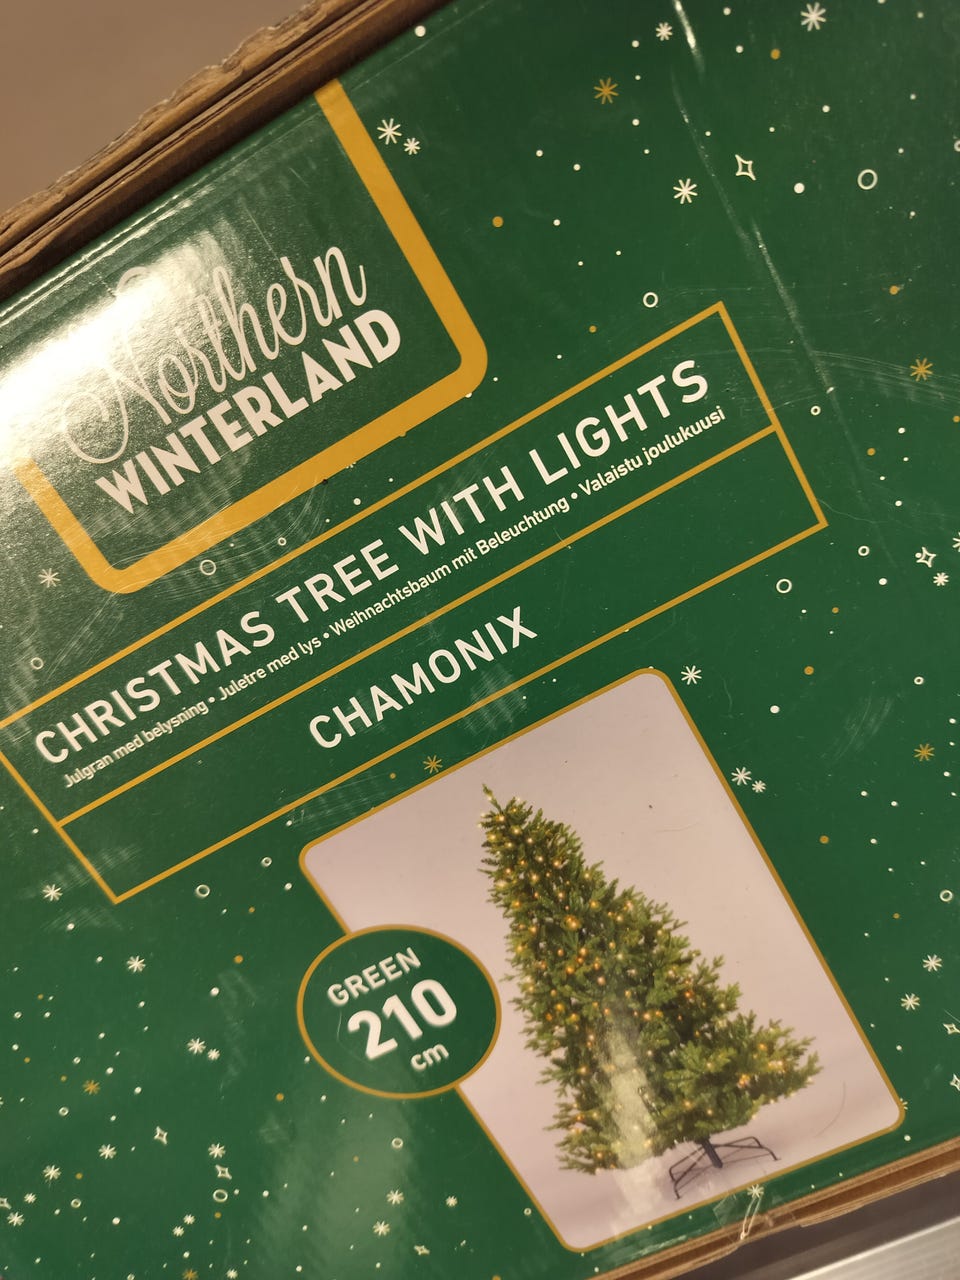 Northern
WINTERLAND
CHRISTMAS TREE WITH LIGHTS
Julgran med belysning • Juletre med lys • Weihnachtsbaum mit Beleuchtung • Valaistu joulukuusi
CHAMONIX
GREEN
210
cm